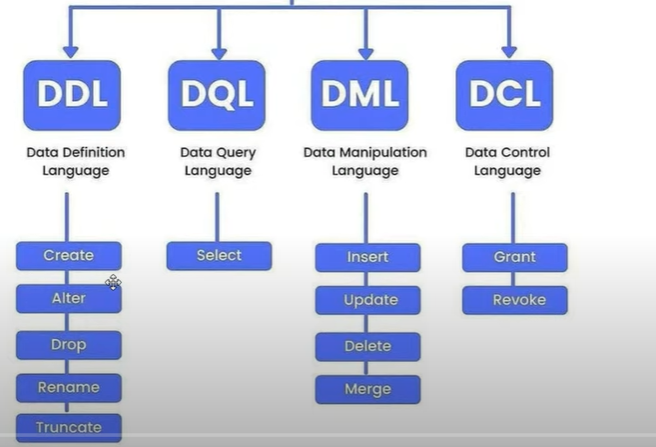 DDL
Data Definition
Language
Create
Alter
Drop
Rename
Truncate
DQL
Data Query
Language
Select
DML
Data Manipulation
Language
Insert
Update
Delete
Merge
DCL
Data Control
Language
Grant
Revoke